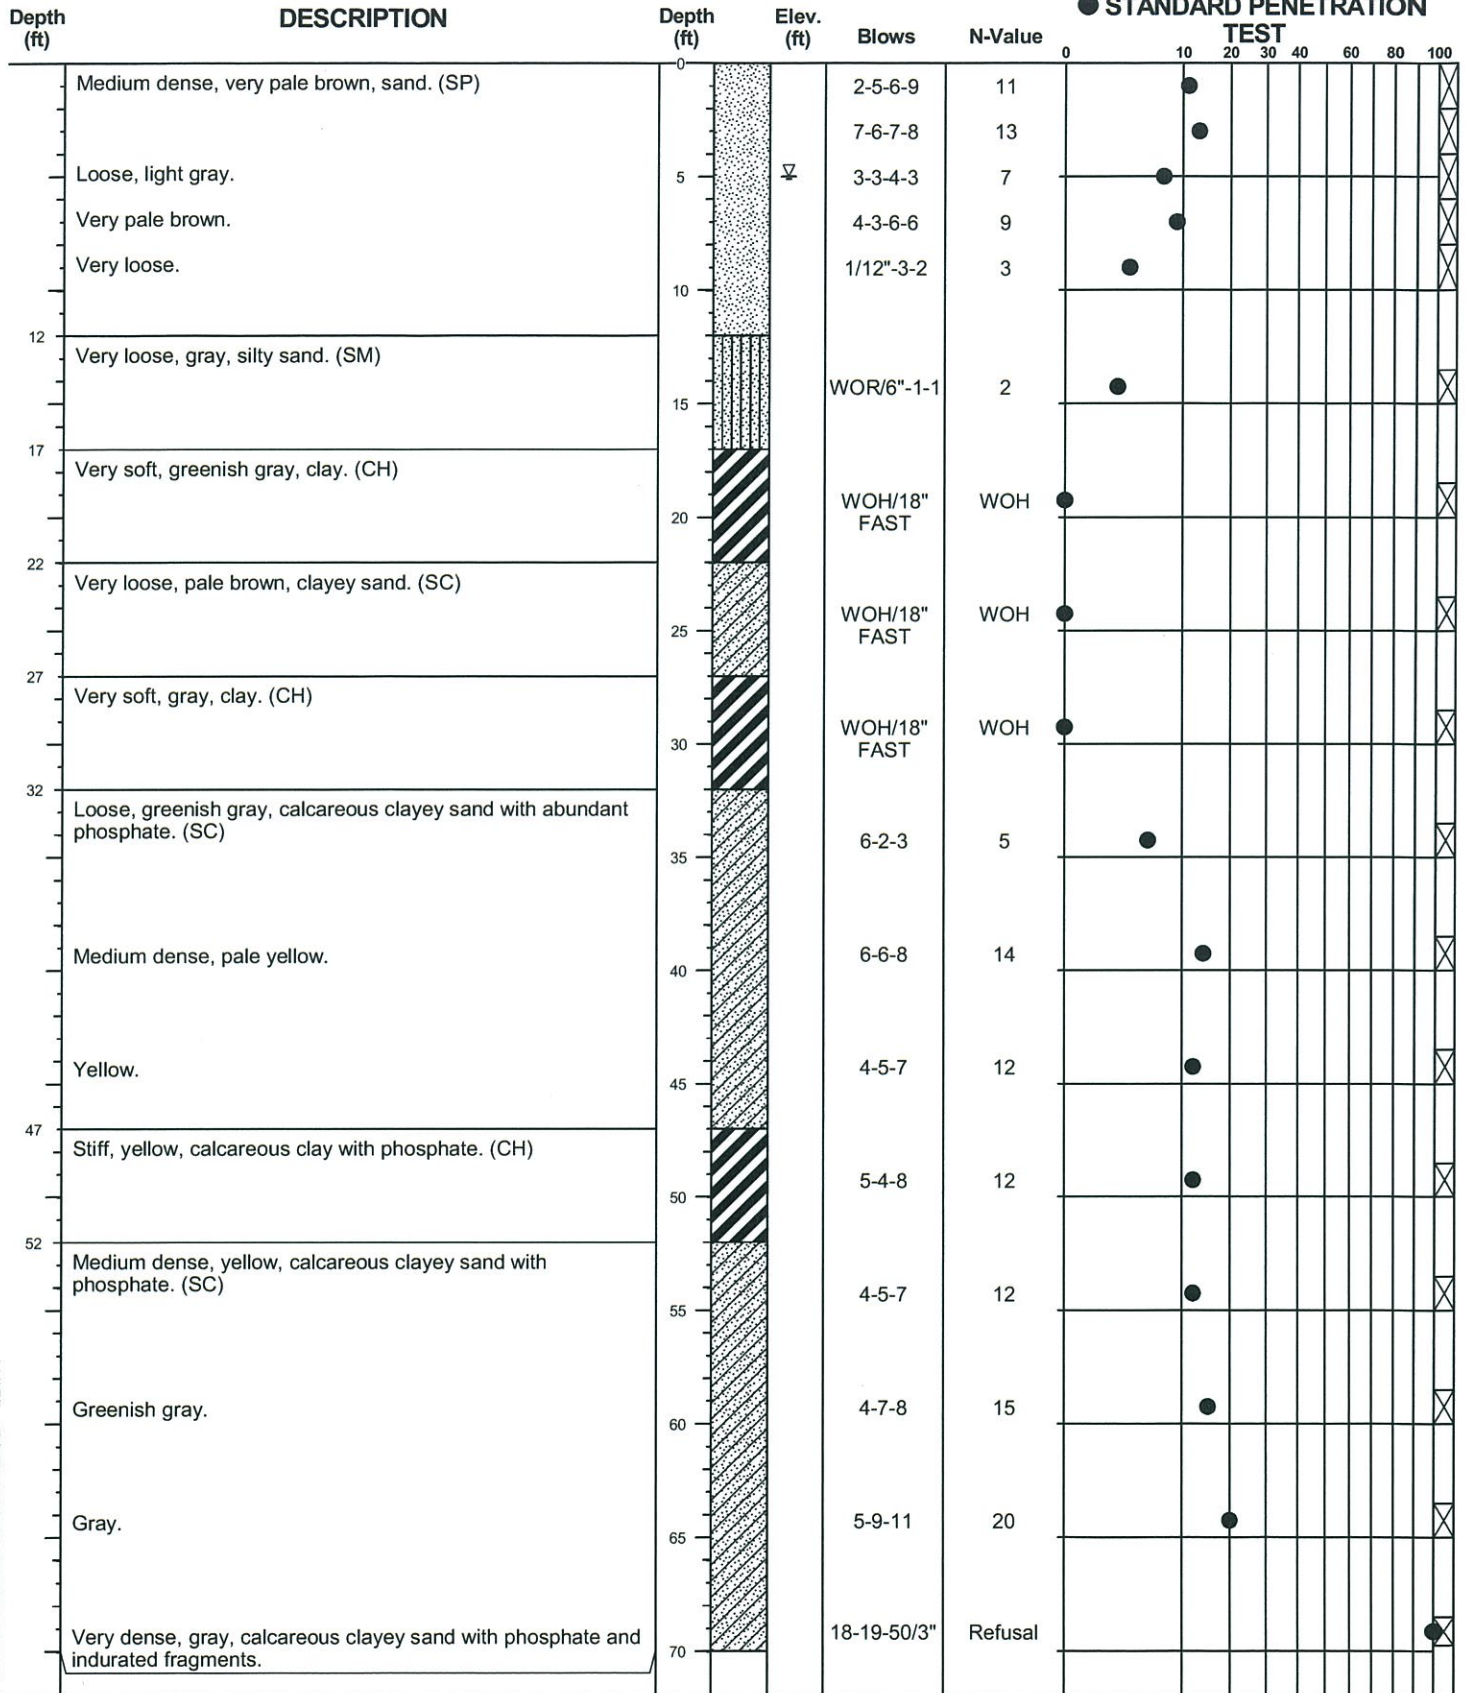 ● STANDARD PENETRATION
Depth DESCRIPTION Depth Elev. TEST
(ft) (ft) (ft) Blows N-Value
0 10 20 30 40 60 80 100
0
Medium dense, very pale brown, sand. (SP) 2-5-6-9 11
7-6-7-8 13
Loose, light gray. 5 3-3-4-3 7
Very pale brown. 4-3-6-6 9
Very loose. 1/12"-3-2 3
10
12
Very loose, gray, silty sand. (SM)
WOR/6"-1-1 2
15
17
Very soft, greenish gray, clay. (CH)
WOH/18" WOH
20 FAST
22
Very loose, pale brown, clayey sand. (SC)
WOH/18" WOH
25 FAST
27
Very soft, gray, clay. (CH)
WOH/18" WOH
30 FAST
32
Loose, greenish gray, calcareous clayey sand with abundant
phosphate. (SC) 6-2-3 5
35
Medium dense, pale yellow. 6-6-8 14
40
Yellow. 4-5-7 12
45
47
Stiff, yellow, calcareous clay with phosphate. (CH)
5-4-8 12
50
52
Medium dense, yellow, calcareous clayey sand with
phosphate. (SC) 4-5-7 12
55
Greenish gray. 4-7-8 15
60
Gray. 5-9-11 20
65
Very dense, gray, calcareous clayey sand with phosphate and 18-19-50/3" Refusal
indurated fragments. 70